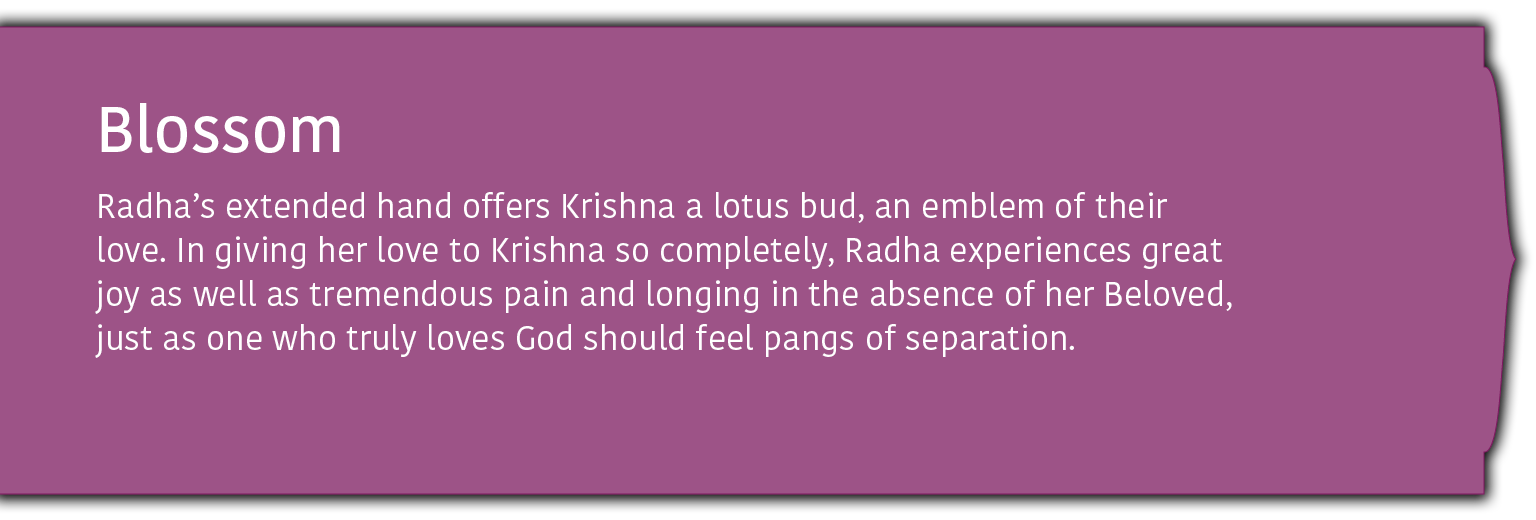 Blossom
Radha’s extended hand offers Krishna a lotus bud, an emblem of their
love. In giving her love to Krishna so completely, Radha experiences great
joy as well as tremendous pain and longing in the absence of her Beloved,
just as one who truly loves God should feel pangs of separation.